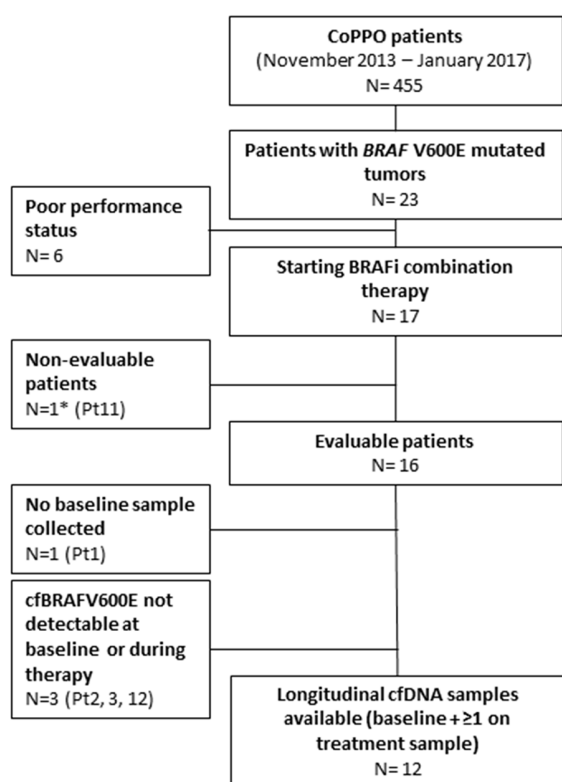 CoPPO patients
(November 2013 – January 2017)
N= 455
Patients with BRAF V600E mutated
tumors
N= 23
Poor performance
status
N= 6
Starting BRAFi combination
therapy
N= 17
Non-evaluable
patients
N=1* (Pt11)
Evaluable patients
N= 16
No baseline sample
collected
N=1 (Pt1)
cfBRAFV600E not
detectable at
baseline or during
therapy
N=3 (Pt2, 3, 12)
Longitudinal cfDNA samples
available (baseline + ≥1 on
treatment sample)
N= 12